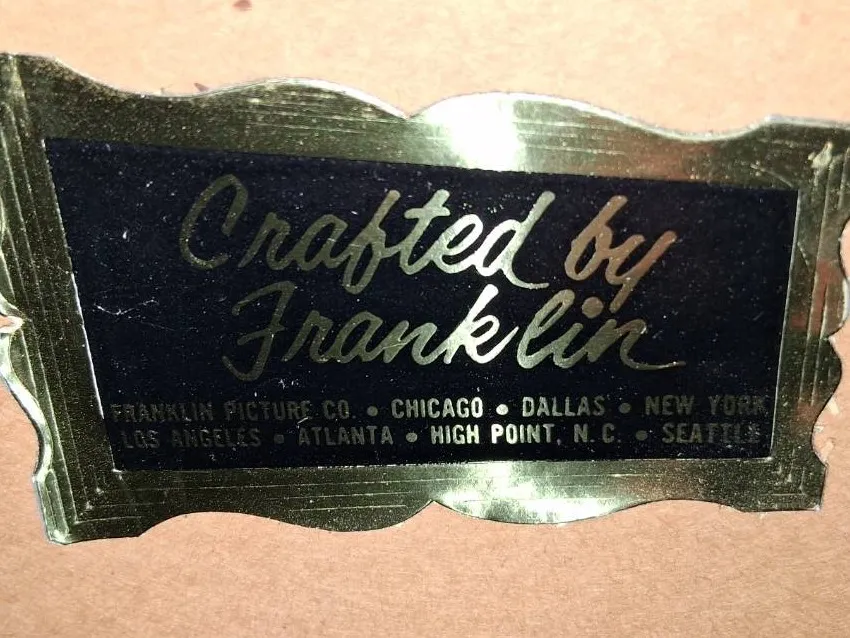 Crafted by
Franklin
FRANKLIN PICTURE CO. • CHICAGO • DALLAS • NEW YORK
LOS ANGELES • ATLANTA • HIGH POINT, N.C. • SEATTLE